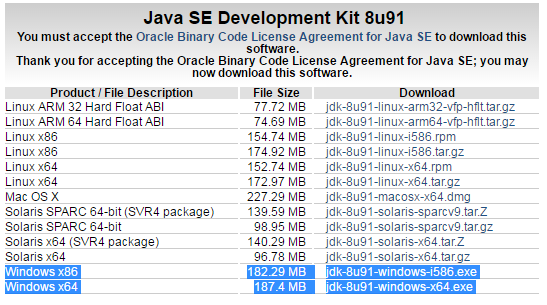 Java SE Development Kit 8u91
You must accept the Oracle Binary Code License Agreement for Java SE to download this
software.
Thank you for accepting the Oracle Binary Code License Agreement for Java SE; you may
now download this software.
Product / File Description File Size Download
Linux ARM 32 Hard Float ABI 77.72 MB jdk-8u91-linux-arm32-vfp-hflt.tar.gz
Linux ARM 64 Hard Float ABI 74.69 MB jdk-8u91-linux-arm64-vfp-hflt.tar.gz
Linux x86 154.74 MB jdk-8u91-linux-i586.rpm
Linux x86 174.92 MB jdk-8u91-linux-i586.tar.gz
Linux x64 152.74 MB jdk-8u91-linux-x64.rpm
Linux x64 172.97 MB jdk-8u91-linux-x64.tar.gz
Mac OS X 227.29 MB jdk-8u91-macosx-x64.dmg
Solaris SPARC 64-bit (SVR4 package) 139.59 MB jdk-8u91-solaris-sparcv9.tar.Z
Solaris SPARC 64-bit 98.95 MB jdk-8u91-solaris-sparcv9.tar.gz
Solaris x64 (SVR4 package) 140.29 MB jdk-8u91-solaris-x64.tar.Z
Solaris x64 96.78 MB jdk-8u91-solaris-x64.tar.gz
Windows x86 182.29 MB jdk-8u91-windows-i586.exe
Windows x64 187.4 MB jdk-8u91-windows-x64.exe